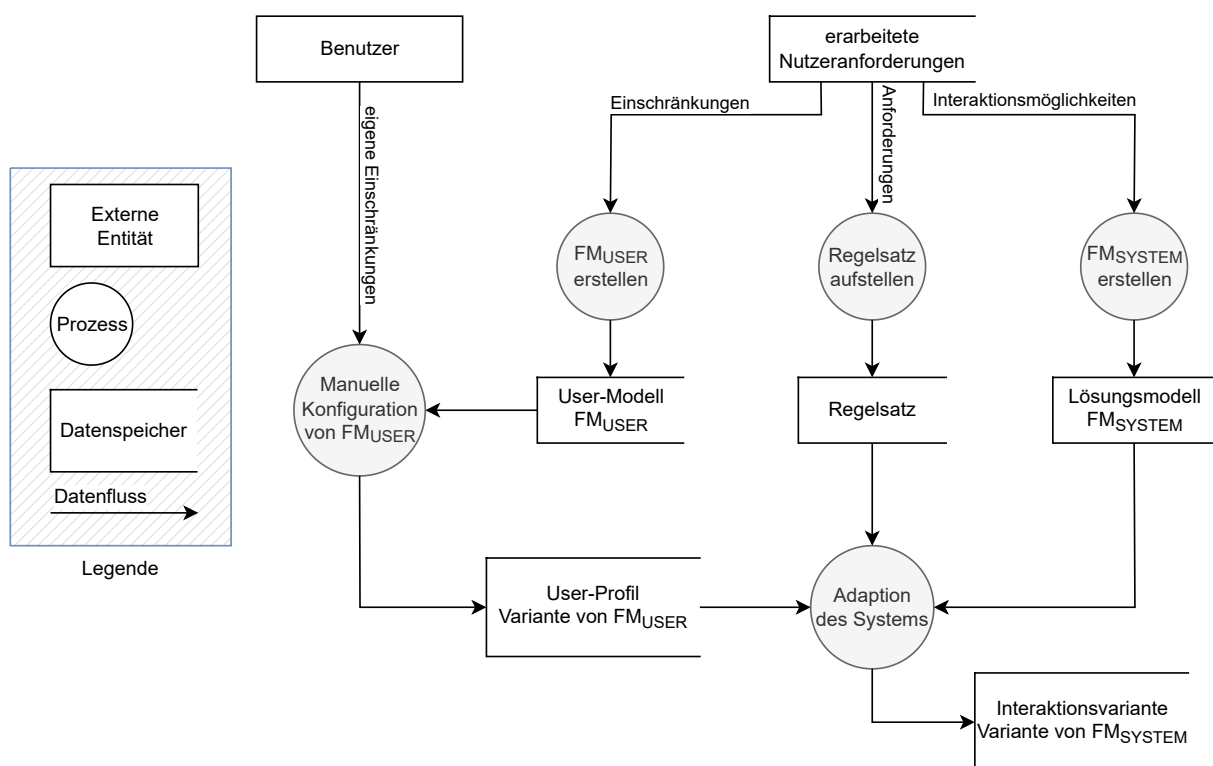 Benutzer
erarbeitete
Nutzeranforderungen
eigene Einschränkungen
Einschränkungen
Anforderungen
Interaktionsmöglichkeiten
Externe
Entität
Prozess
Datenspeicher
Datenfluss
Legende
FMUSER
erstellen
Regelsatz
aufstellen
FMSYSTEM
erstellen
Manuelle
Konfiguration
von FMUSER
User-Modell
FMUSER
Regelsatz
Lösungsmodell
FMSYSTEM
User-Profil
Variante von FMUSER
Adaption
des Systems
Interaktionsvariante
Variante von FMSYSTEM